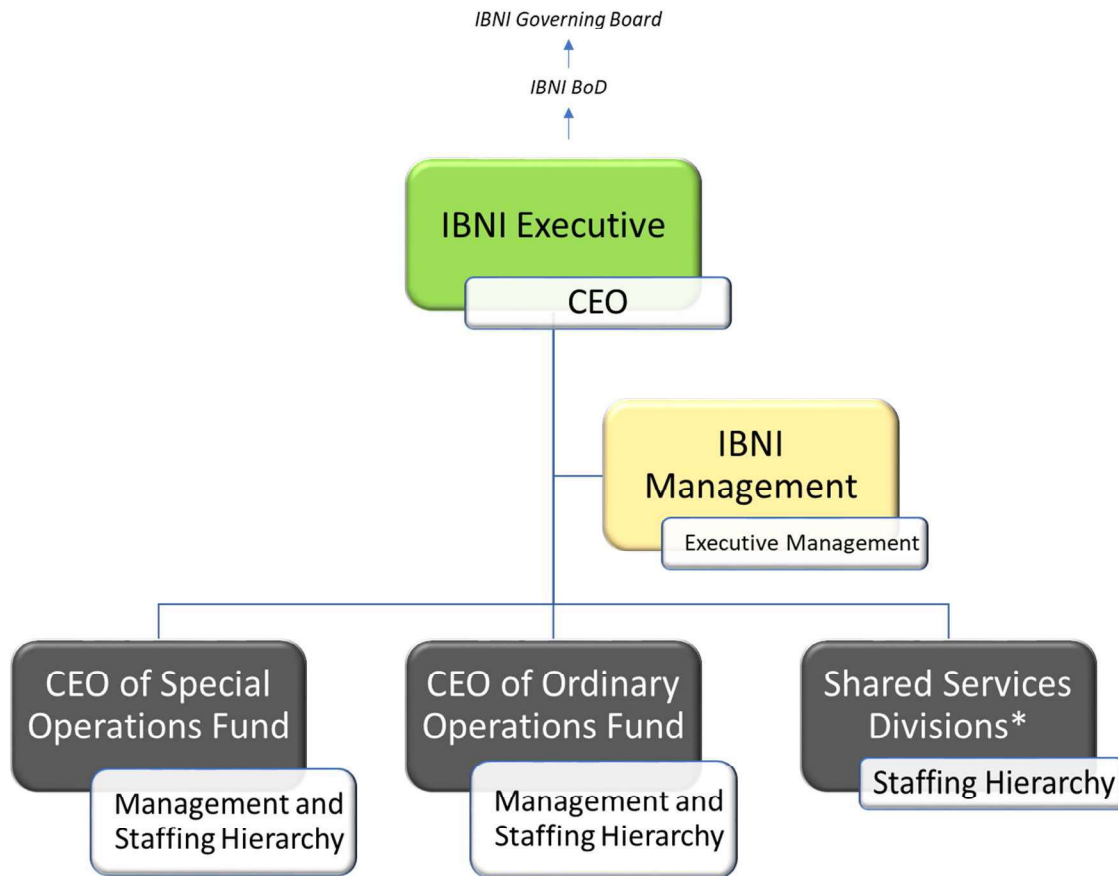 IBNI Governing Board
IBNI BoD
IBNI Executive
CEO
IBNI
Management
Executive Management
CEO of Special
Operations Fund
Management and
Staffing Hierarchy
CEO of Ordinary
Operations Fund
Management and
Staffing Hierarchy
Shared Services
Divisions*
Staffing Hierarchy